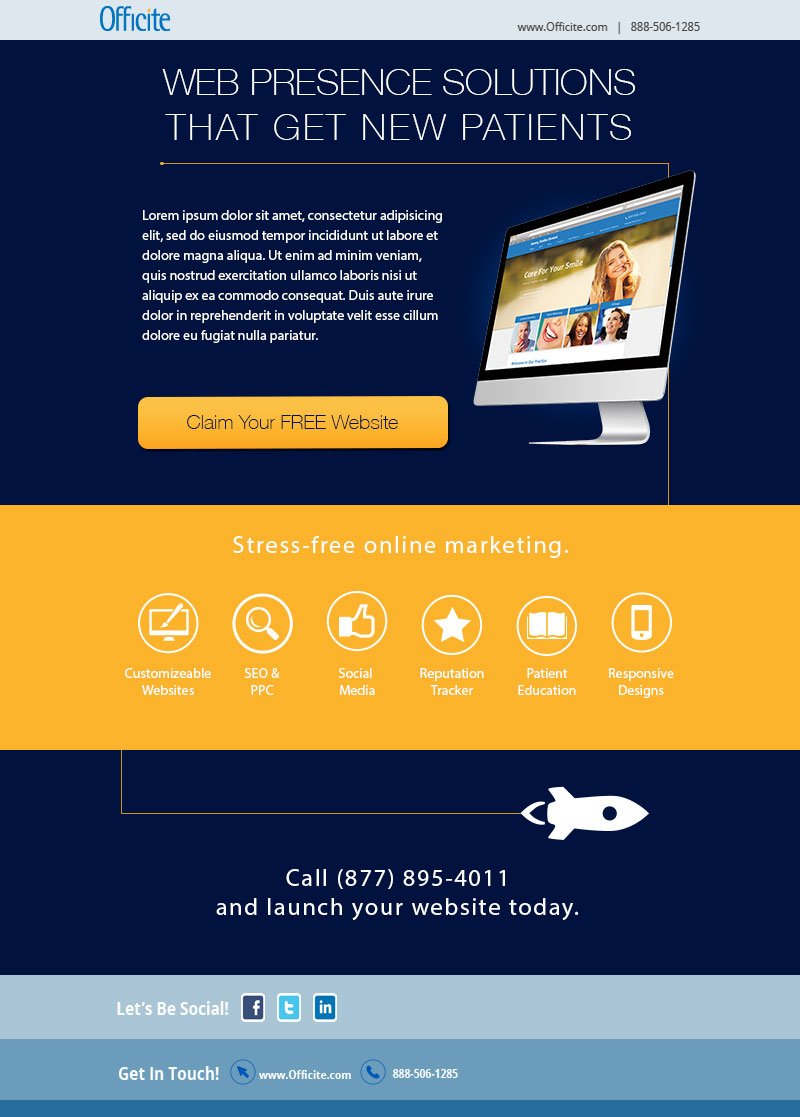 Officite
www.Officite.com | 888-506-1285
WEB PRESENCE SOLUTIONS
THAT GET NEW PATIENTS
Lorem ipsum dolor sit amet, consectetur adipisicing
elit, sed do eiusmod tempor incididunt ut labore et
dolore magna aliqua. Ut enim ad minim veniam,
quis nostrud exercitation ullamco laboris nisi ut
aliquip ex ea commodo consequat. Duis aute irure
dolor in reprehenderit in voluptate velit esse cillum
dolore eu fugiat nulla pariatur.
Care For Your Smile
Welcome to Our Practice
Claim Your FREE Website
Stress-free online marketing.
Customizeable
Websites
SEO &
PPC
Social
Media
Reputation
Tracker
Patient
Education
Responsive
Designs
Call (877) 895-4011
and launch your website today.
Let's Be Social!
Get In Touch! www.Officite.com 888-506-1285